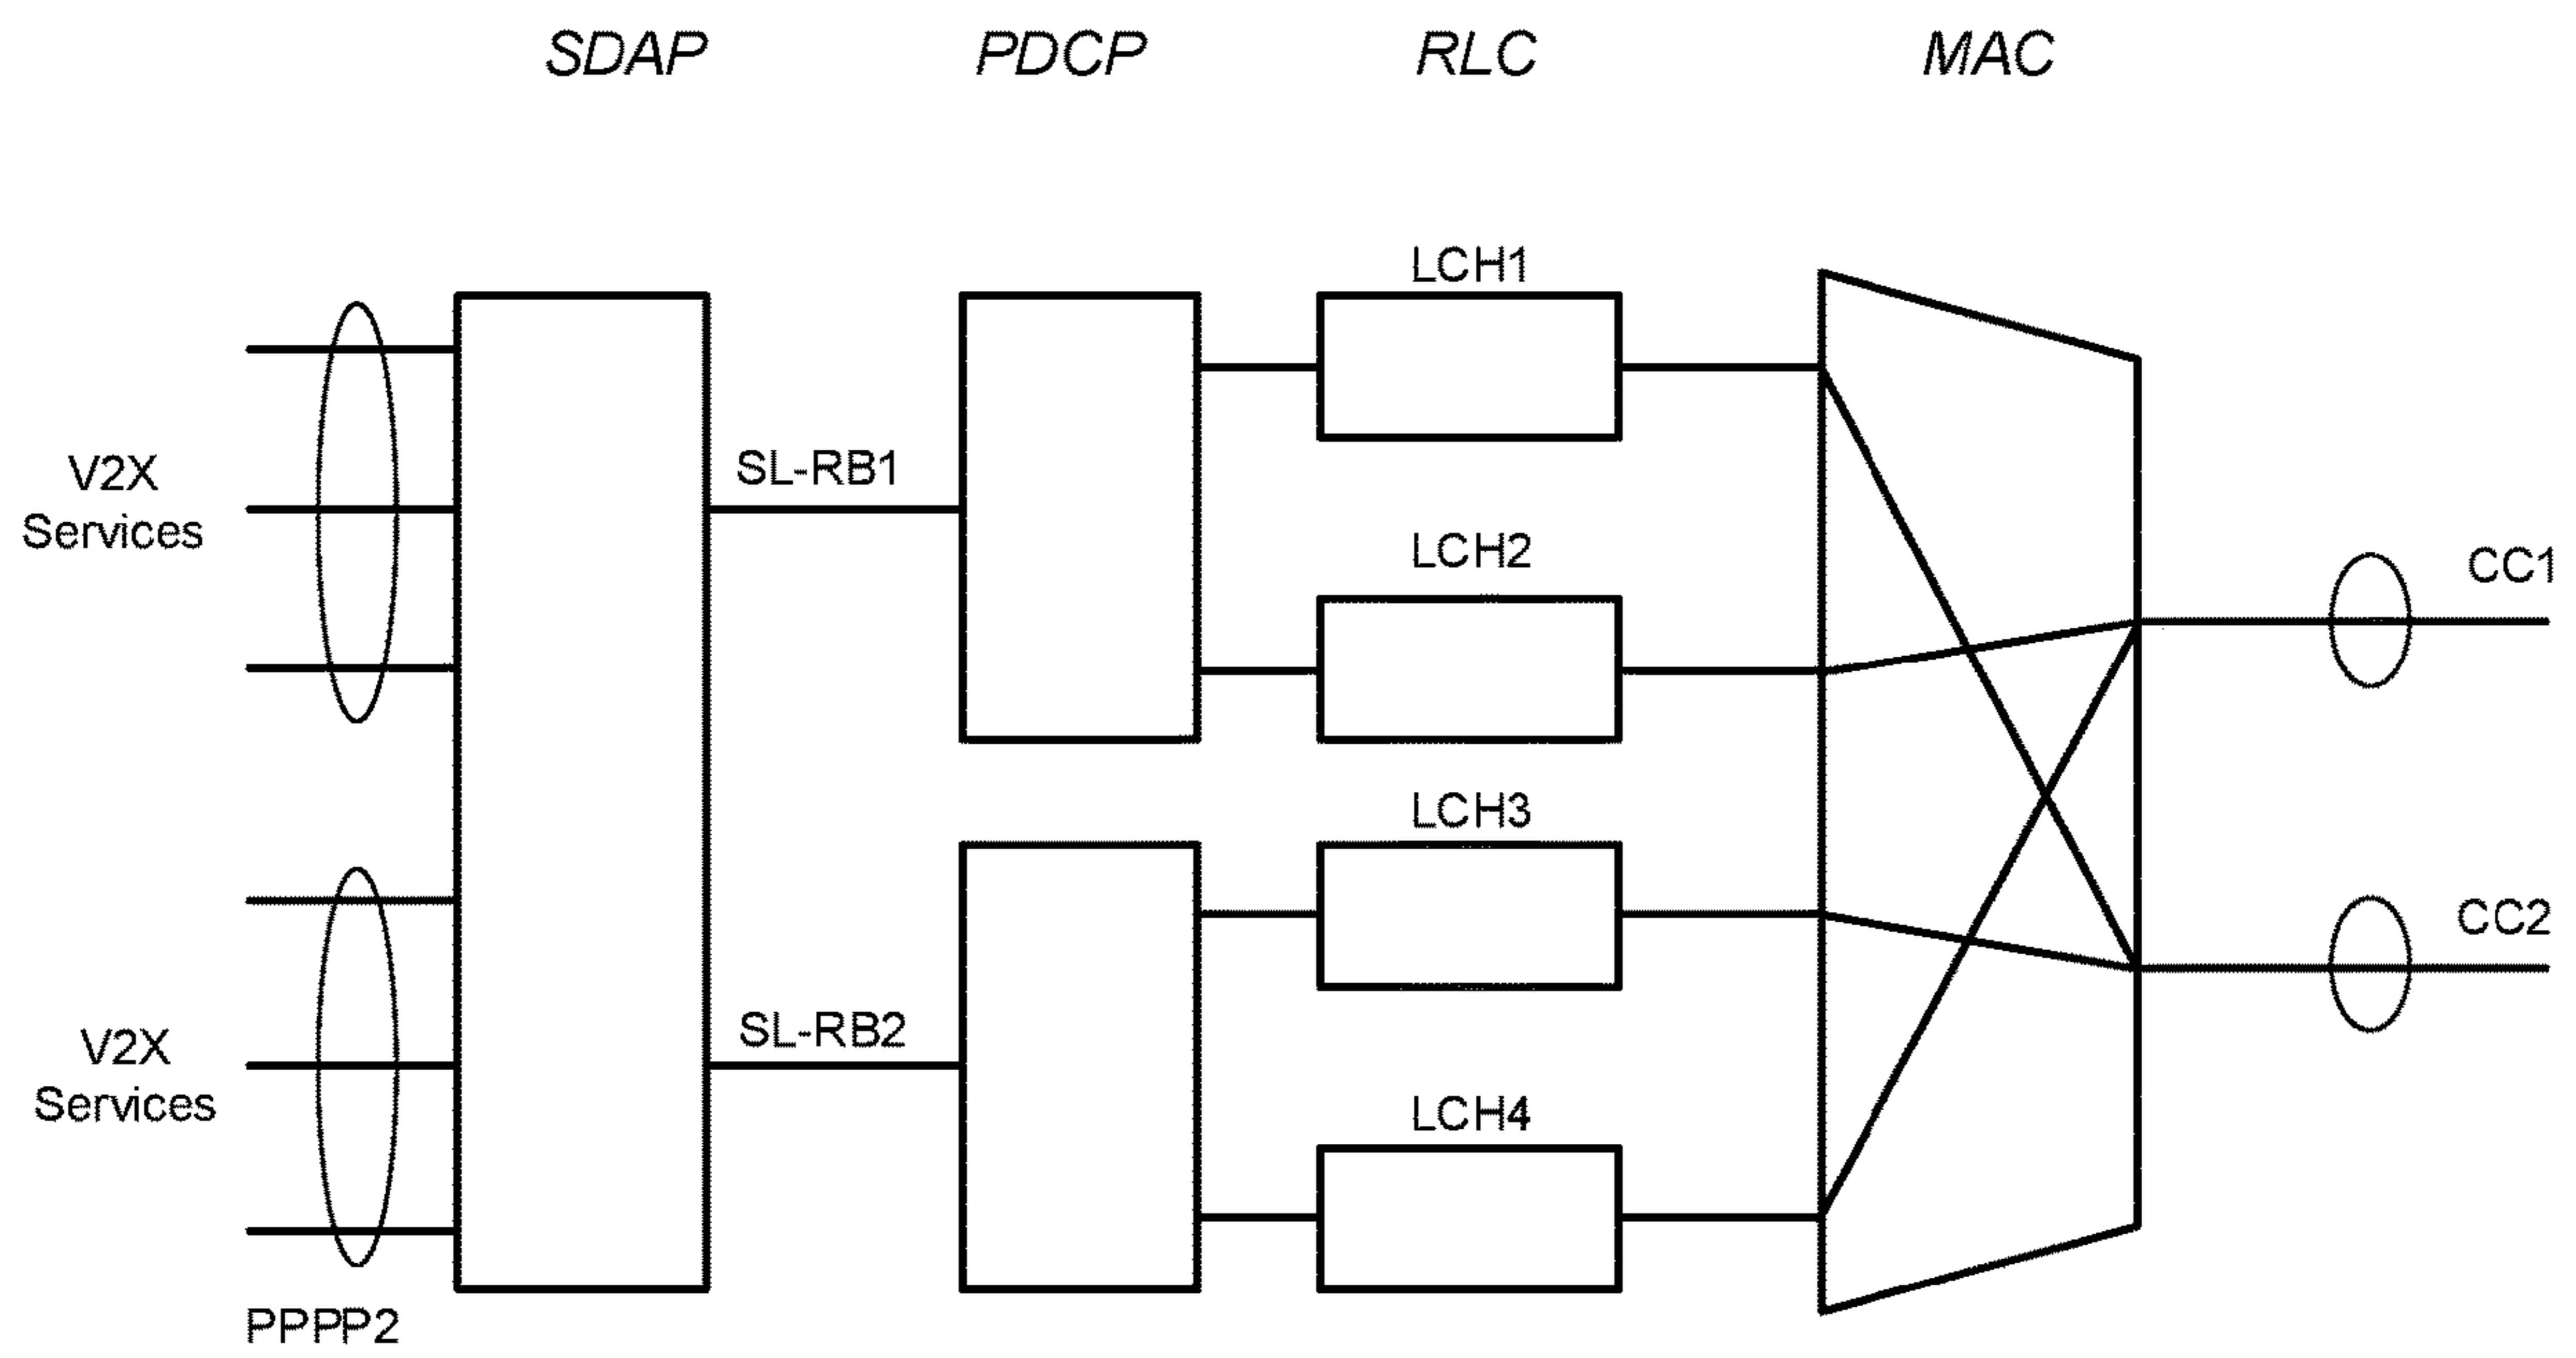 SDAP
PDCP
RLC
MAC
LCH1
V2X
Services
SL-RB1
LCH2
CC1
LCH3
CC2
V2X
Services
SL-RB2
LCH4
PPPP2